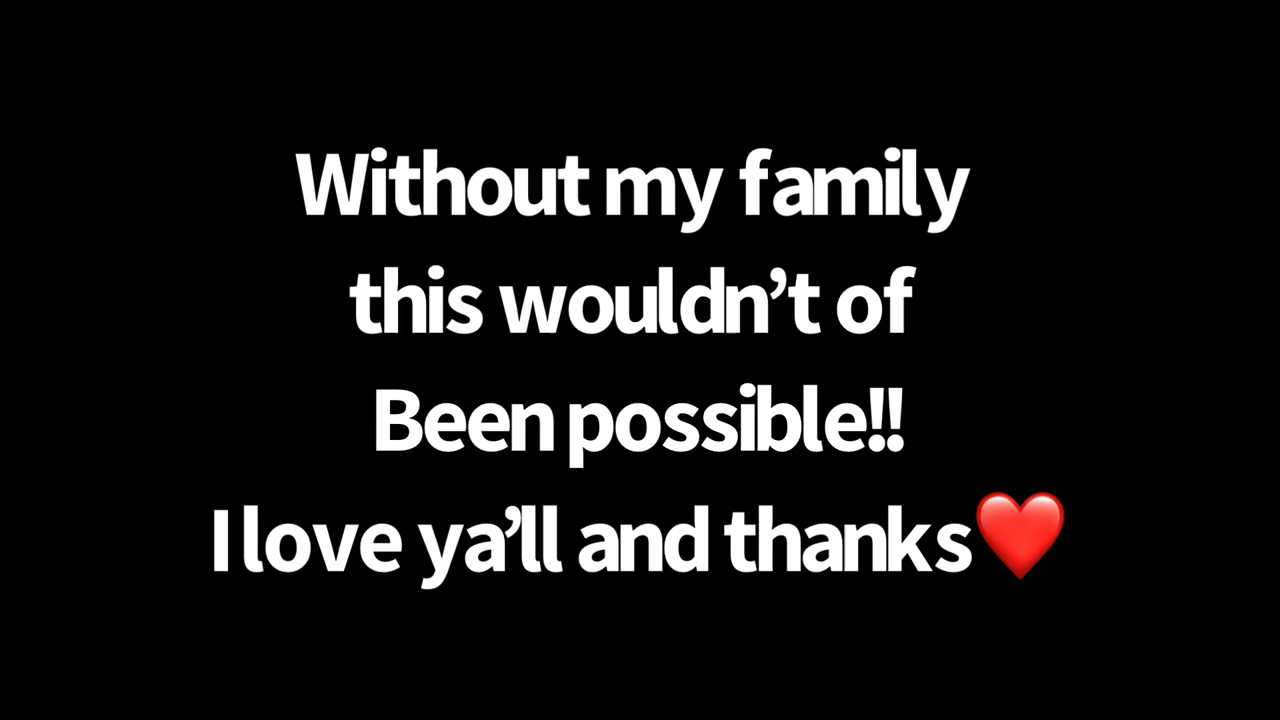 Without my family
this wouldn’t of
Been possible!!
I love ya’ll and thanks❤️